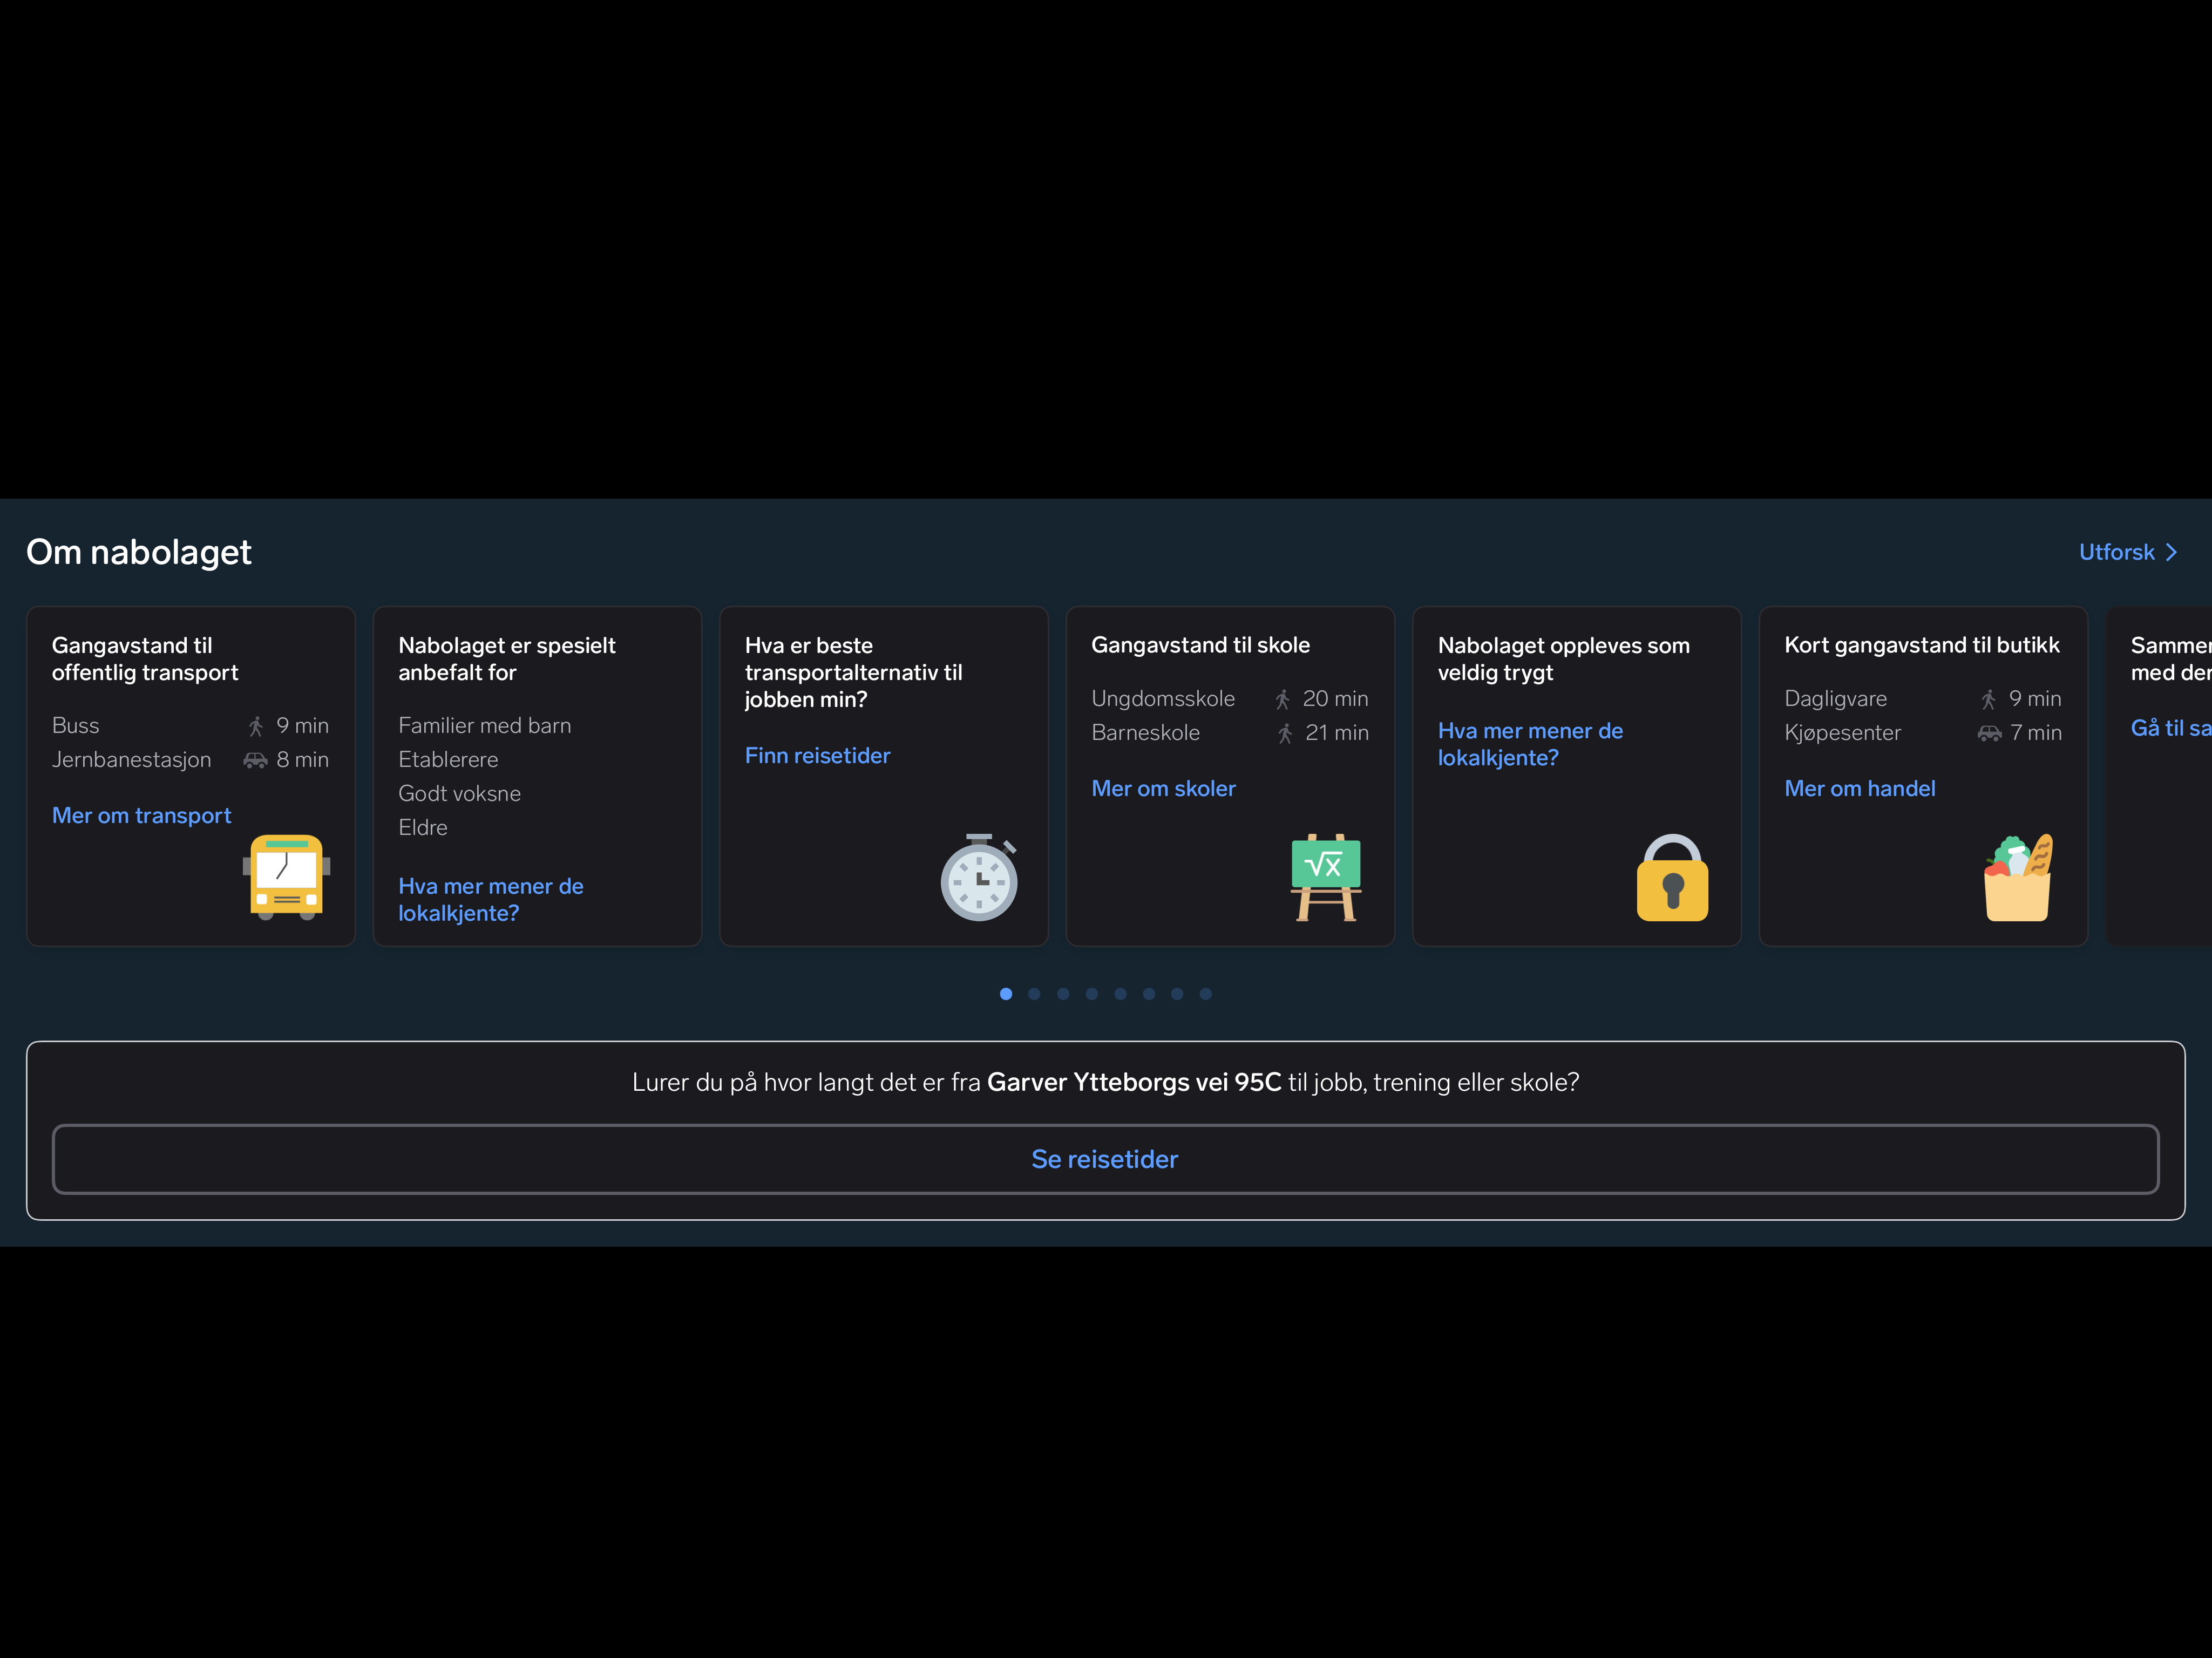 Om nabolaget
Utforsk
Gangavstand til
offentlig transport
Buss 9 min
Jernbanestasjon 8 min
Mer om transport
Nabolaget er spesielt
anbefalt for
Familier med barn
Etablerere
Godt voksne
Eldre
Hva mer mener de
lokalkjente?
Hva er beste
transportalternativ til
jobben min?
Finn reisetider
Gangavstand til skole
Ungdomsskole 20 min
Barneskole 21 min
Mer om skoler
√x
Nabolaget oppleves som
veldig trygt
Hva mer mener de
lokalkjente?
Kort gangavstand til butikk
Dagligvare 9 min
Kjøpesenter 7 min
Mer om handel
med
Gå til
Lurer du på hvor langt det er fra Garver Ytteborgs vei 95C til jobb, trening eller skole?
Se reisetider